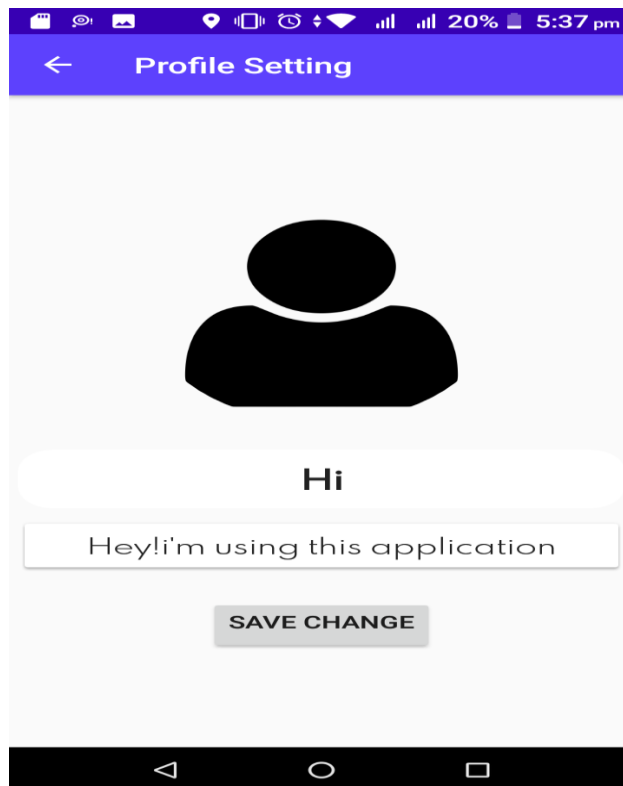 20% 5:37 pm
Profile Setting
Hi
Hey!i'm using this application
SAVE CHANGE